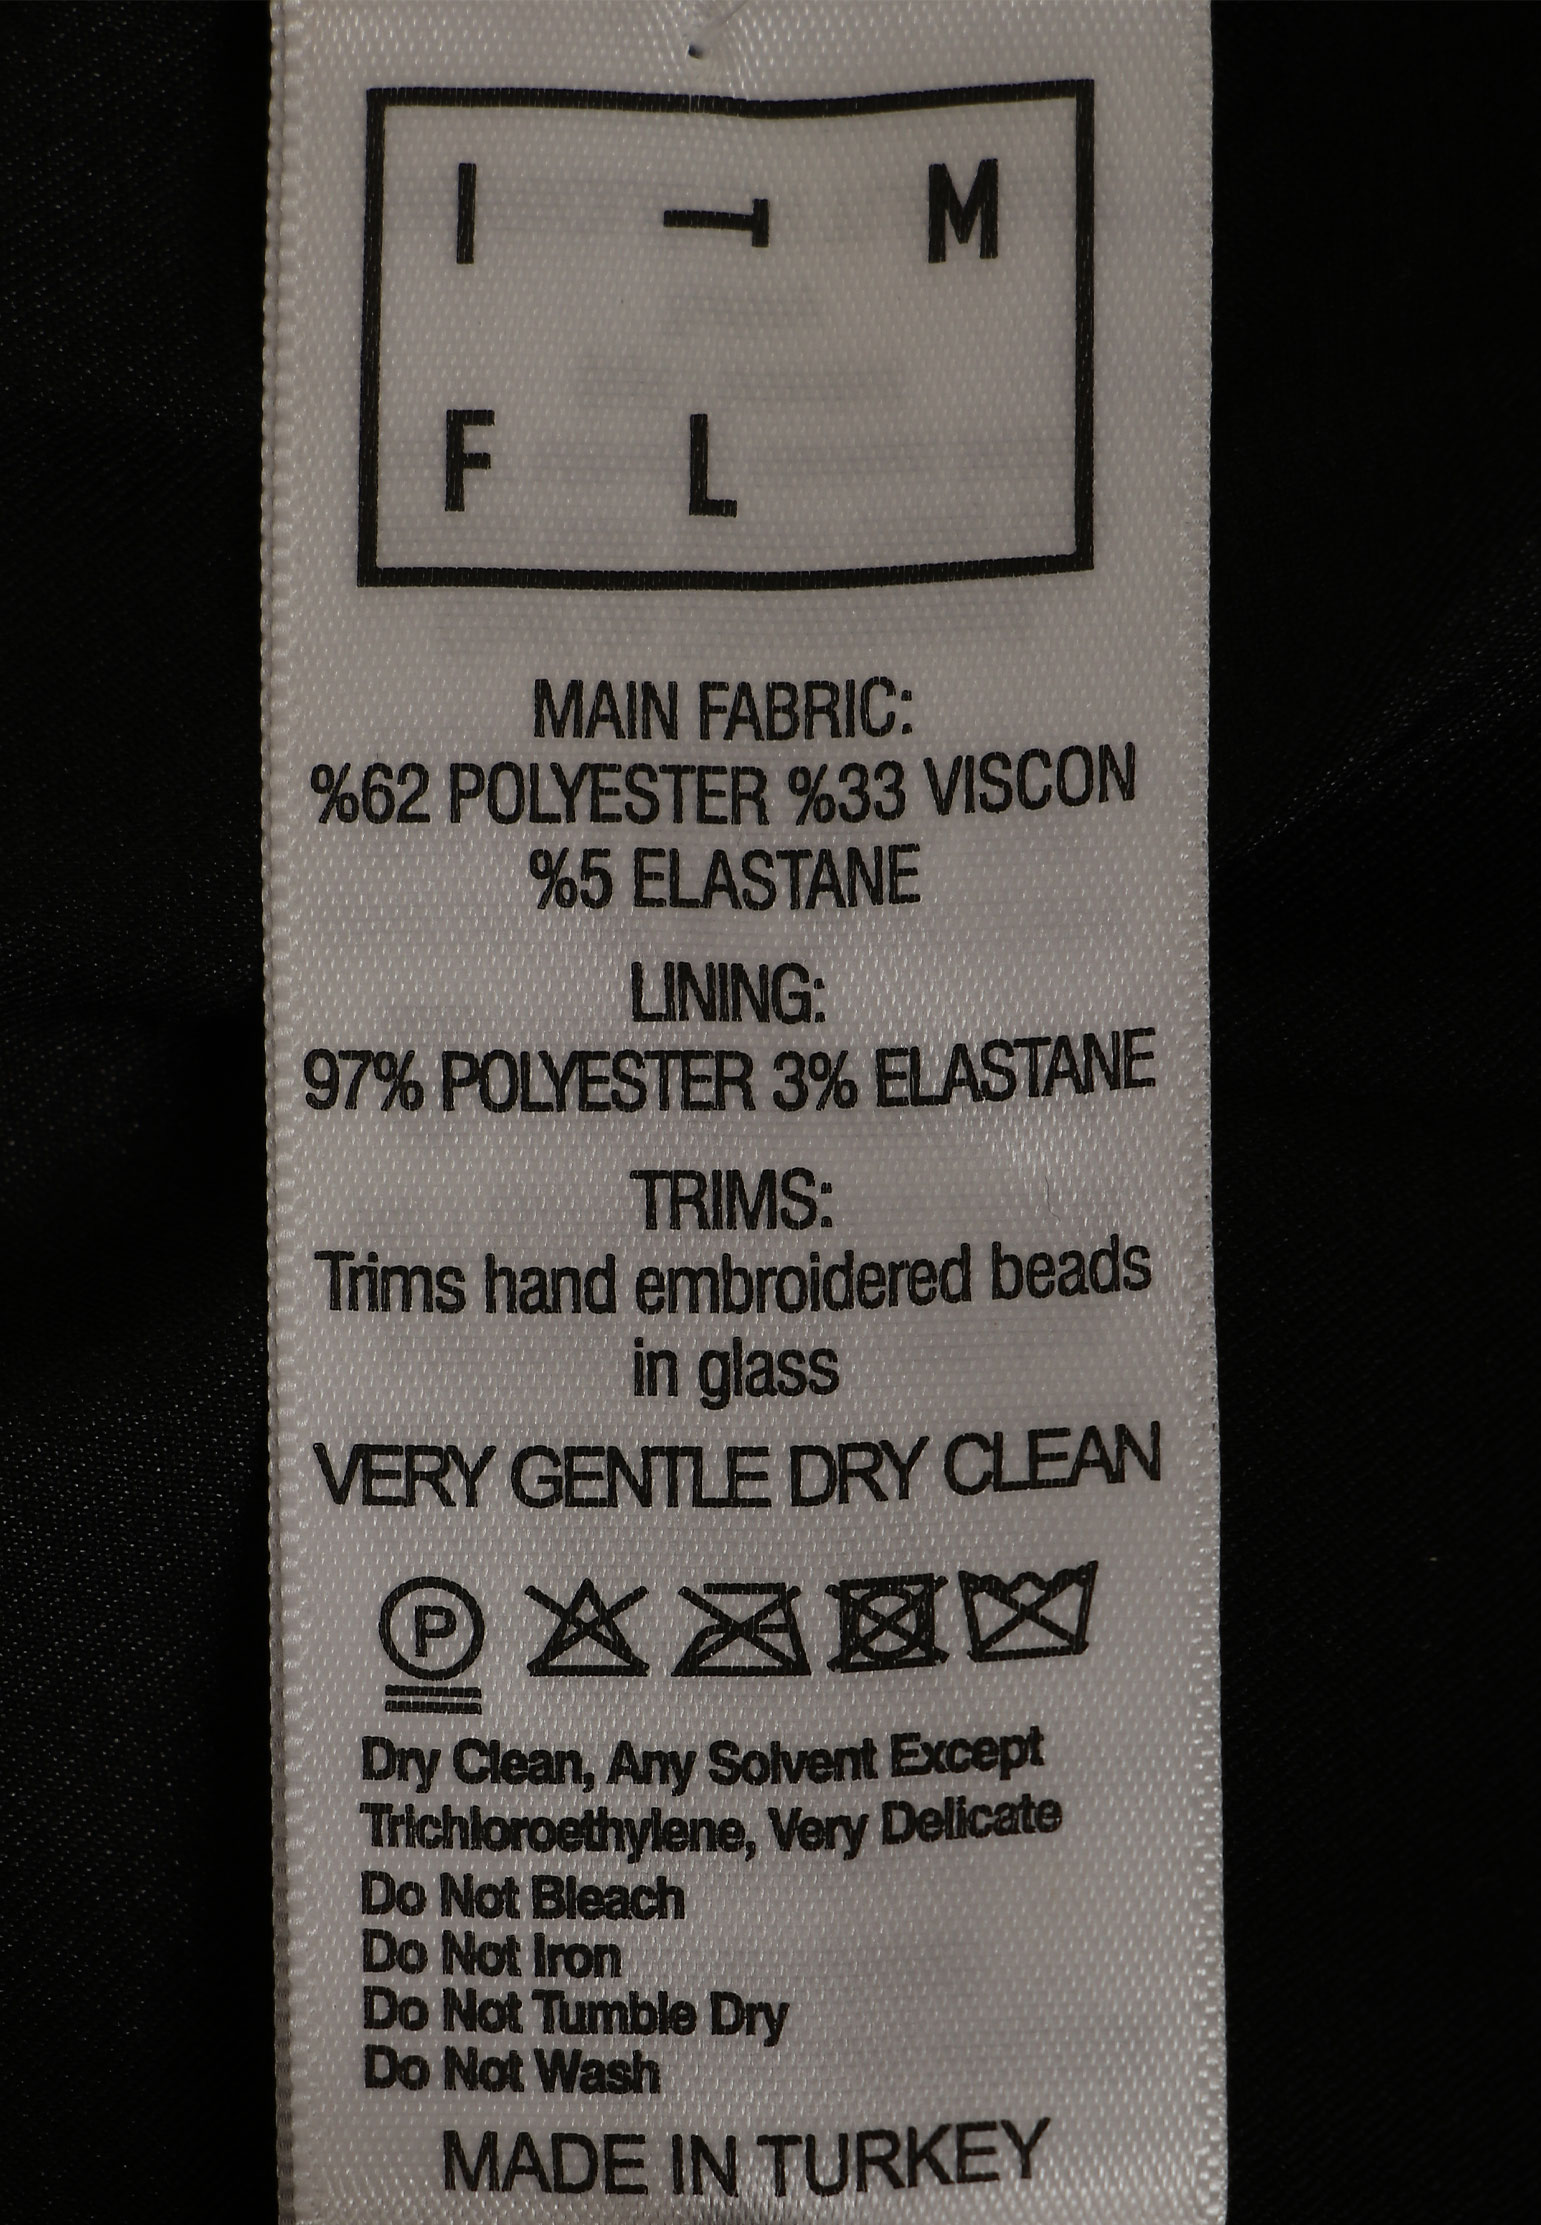 I T M
F L
MAIN FABRIC:
%62 POLYESTER %33 VISCON
%5 ELASTANE
LINING:
97% POLYESTER 3% ELASTANE
TRIMS:
Trims hand embroidered beads
in glass
VERY GENTLE DRY CLEAN
P
Dry Clean, Any Solvent Except
Trichloroethylene, Very Delicate
Do Not Bleach
Do Not Iron
Do Not Tumble Dry
Do Not Wash
MADE IN TURKEY